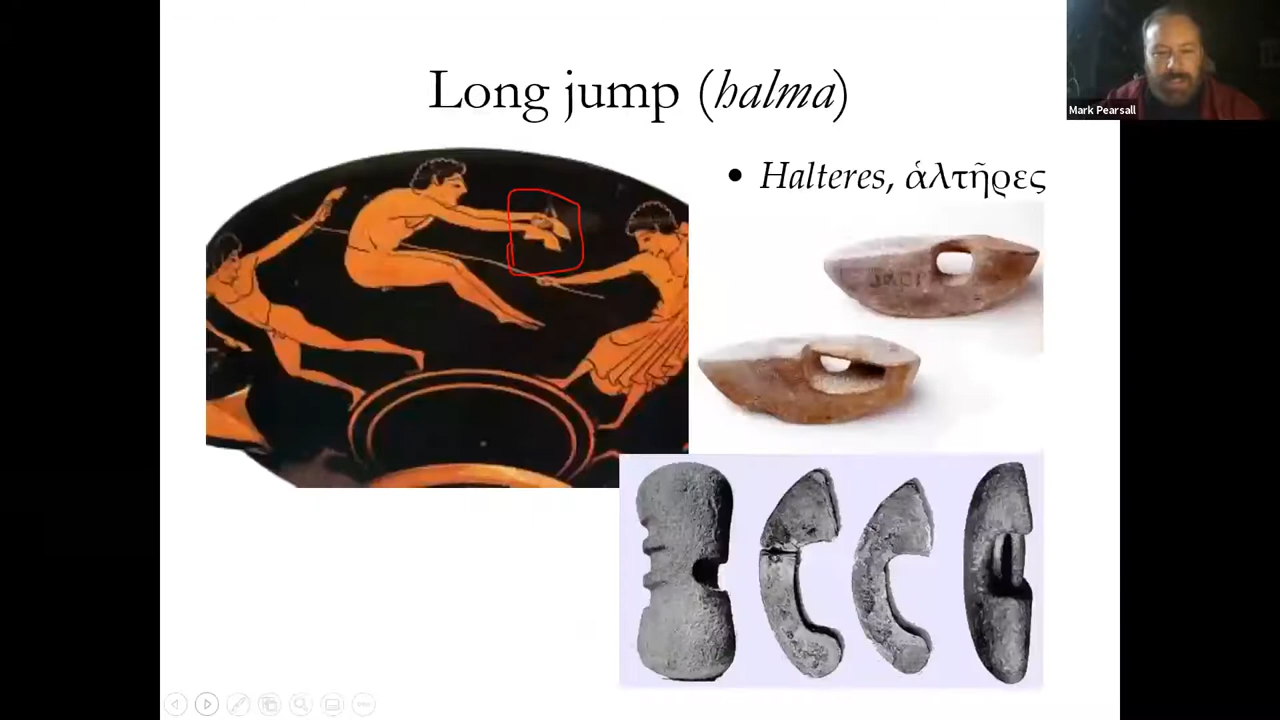 Long jump (halma)
Mark Pearsall
• Halteres, ἁλτῆρες